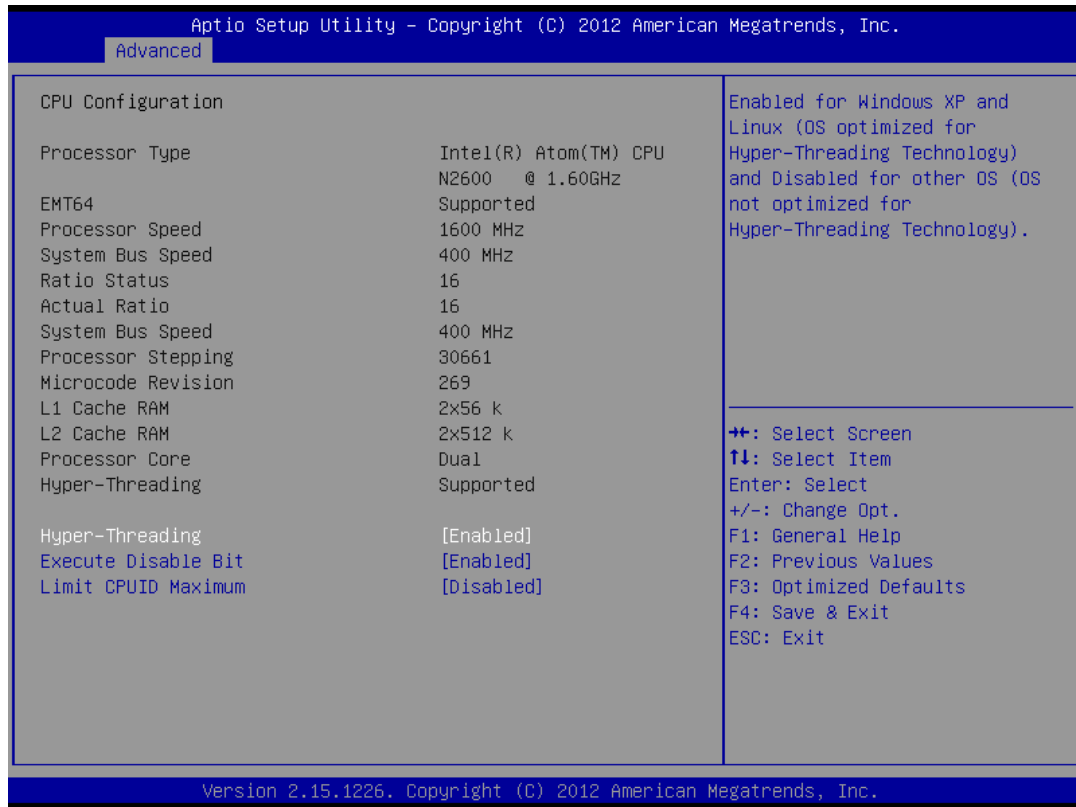 Aptio Setup Utility – Copyright (C) 2012 American Megatrends, Inc.
Advanced
CPU Configuration
Processor Type Intel(R) Atom(TM) CPU
N2600 @ 1.60GHz
EMT64 Supported
Processor Speed 1600 MHz
System Bus Speed 400 MHz
Ratio Status 16
Actual Ratio 16
System Bus Speed 400 MHz
Processor Stepping 30661
Microcode Revision 269
L1 Cache RAM 2x56 k
L2 Cache RAM 2x512 k
Processor Core Dual
Hyper-Threading Supported
Hyper-Threading [Enabled]
Execute Disable Bit [Enabled]
Limit CPUID Maximum [Disabled]
Enabled for Windows XP and
Linux (OS optimized for
Hyper-Threading Technology)
and Disabled for other OS (OS
not optimized for
Hyper-Threading Technology).
→←: Select Screen
↑↓: Select Item
Enter: Select
+/-: Change Opt.
F1: General Help
F2: Previous Values
F3: Optimized Defaults
F4: Save & Exit
ESC: Exit
Version 2.15.1226. Copyright (C) 2012 American Megatrends, Inc.